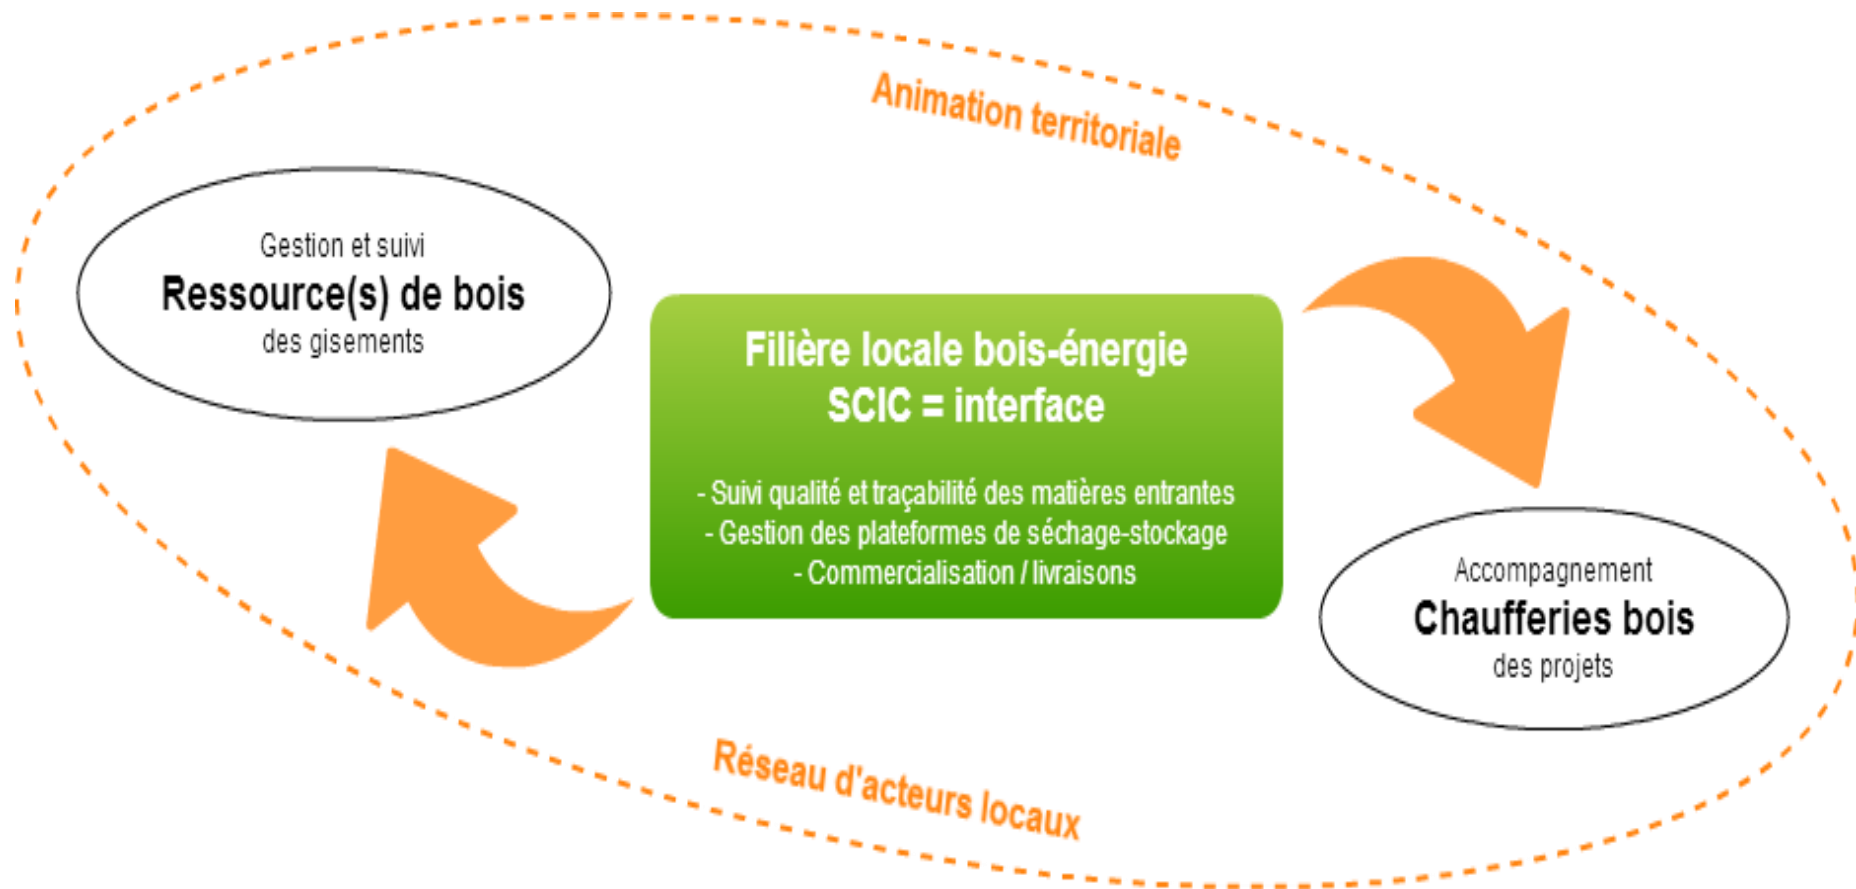 Animation territoriale
Gestion et suivi
Ressource(s) de bois
des gisements
Filière locale bois-énergie
SCIC = interface
- Suivi qualité et traçabilité des matières entrantes
- Gestion des plateformes de séchage-stockage
- Commercialisation / livraisons
Accompagnement
Chaufferies bois
des projets
Réseau d'acteurs locaux